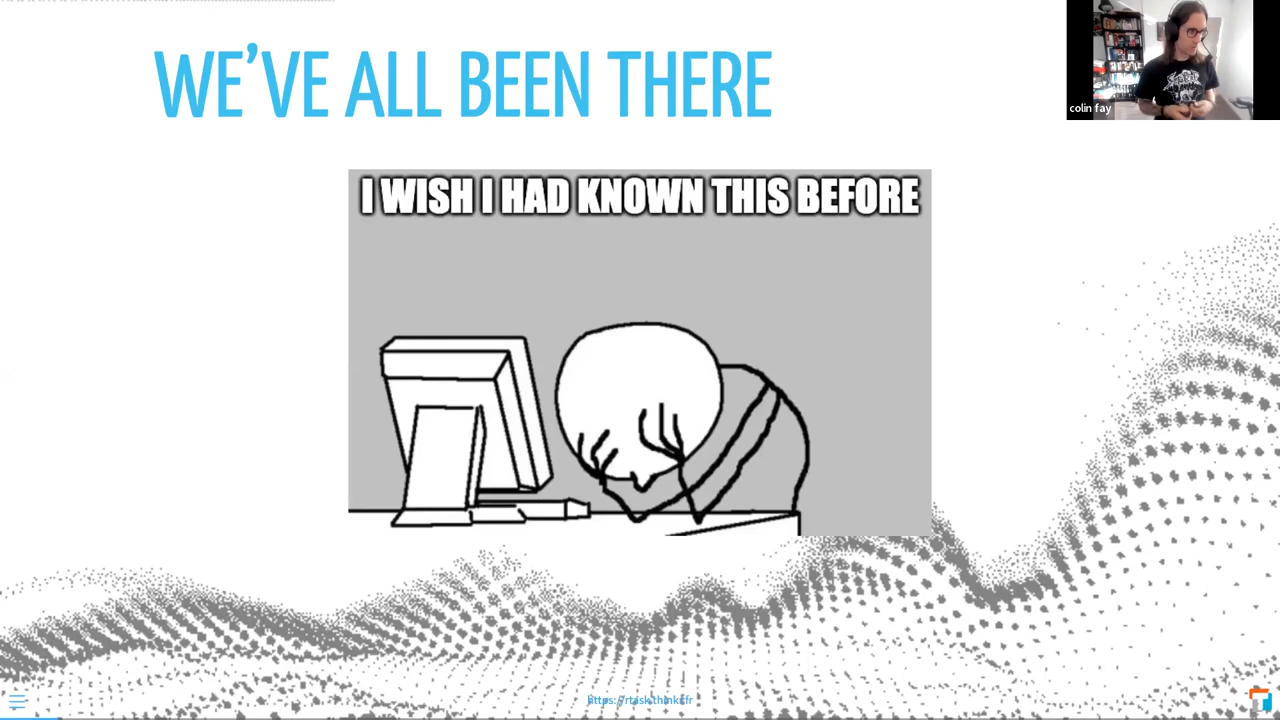 WE'VE ALL BEEN THERE
colin fay
I WISH I HAD KNOWN THIS BEFORE
https://rtask.thinkr.fr